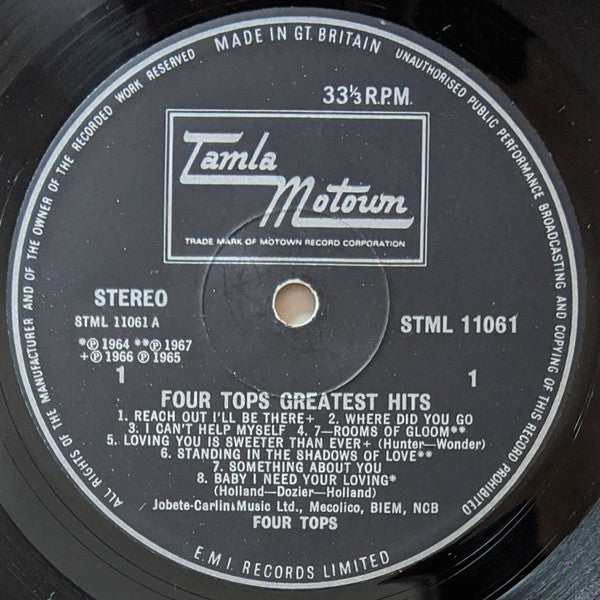 MADE IN GT. BRITAIN
UNAUTHORISED PUBLIC PERFORMANCE BROADCASTING AND COPYING OF THIS RECORD PROHIBITED
ALL RIGHTS OF THE MANUFACTURER AND OF THE OWNER OF THE RECORDED WORK RESERVED
33⅓ R.P.M.
Tamla
Motown
TRADE MARK OF MOTOWN RECORD CORPORATION
STEREO
STML 11061 A
STML 11061
*℗ 1964 **℗ 1967
+℗ 1966 ℗ 1965
1
1
FOUR TOPS GREATEST HITS
1. REACH OUT I'LL BE THERE+ 2. WHERE DID YOU GO
3. I CAN'T HELP MYSELF 4. 7—ROOMS OF GLOOM**
5. LOVING YOU IS SWEETER THAN EVER+ (Hunter—Wonder)
6. STANDING IN THE SHADOWS OF LOVE**
7. SOMETHING ABOUT YOU
8. BABY I NEED YOUR LOVING*
(Holland—Dozier—Holland)
Jobete-Carlin Music Ltd., Mecolico, BIEM, NCB
FOUR TOPS
E.M.I. RECORDS LIMITED